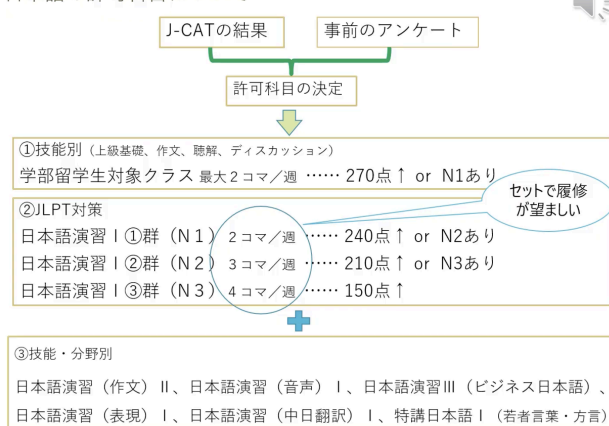 J-CATの結果
事前のアンケート
許可科目の決定
①技能別（上級基礎、作文、聴解、ディスカッション）
学部留学生対象クラス 最大２コマ／週 …… 270点↑ or N1あり
セットで履修
が望ましい
②JLPT対策
日本語演習Ⅰ①群（N１）２コマ／週 …… 240点↑ or N2あり
日本語演習Ⅰ②群（N２）３コマ／週 …… 210点↑ or N3あり
日本語演習Ⅰ③群（N３）４コマ／週 …… 150点↑
③技能・分野別
日本語演習（作文）Ⅱ、日本語演習（音声）Ⅰ、日本語演習Ⅲ（ビジネス日本語）、
日本語演習（表現）Ⅰ、日本語演習（中日翻訳）Ⅰ、特講日本語Ⅰ（若者言葉・方言）